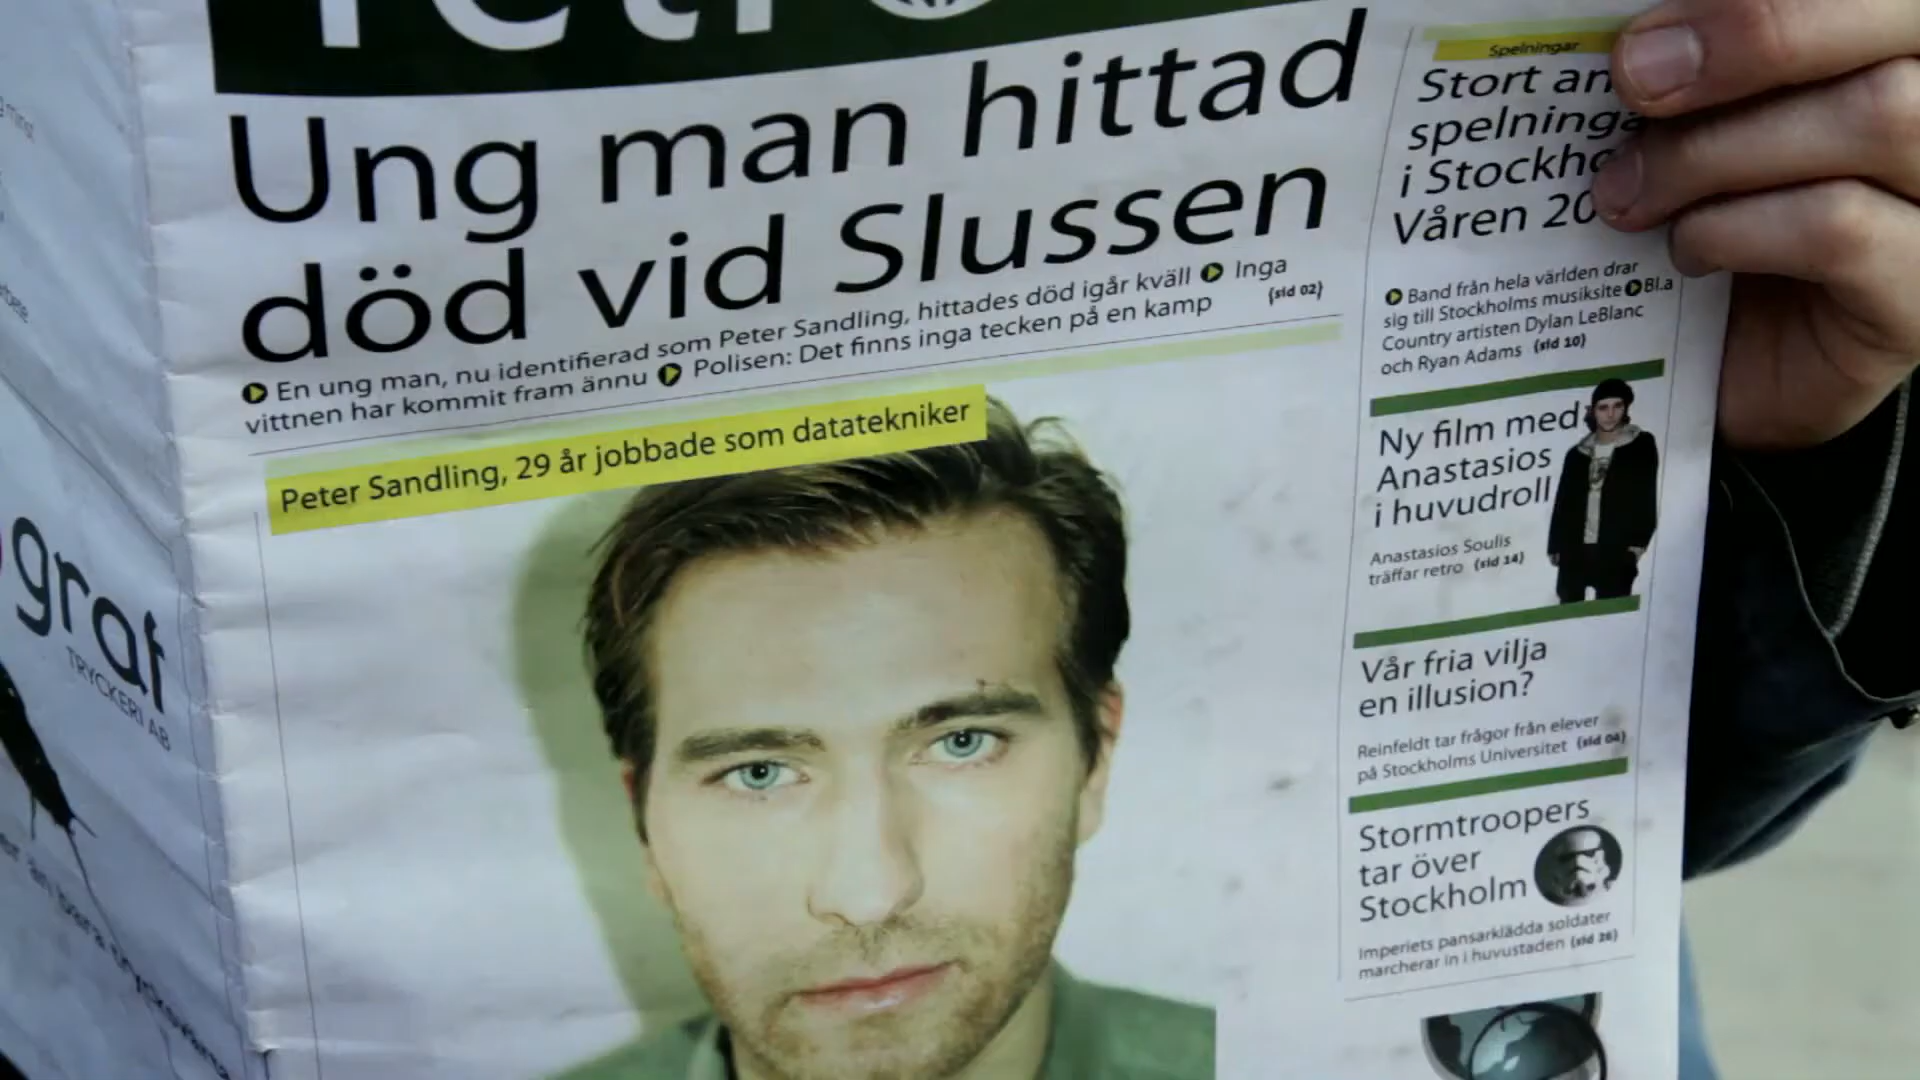 Ung man hittad
död vid Slussen
En ung man, nu identifierad som Peter Sandling, hittades död igår kväll Inga
vittnen har kommit fram ännu Polisen: Det finns inga tecken på en kamp (sid 02)
Peter Sandling, 29 år jobbade som datatekniker
Spelningar
Stort
spelninga
i Stockho
Våren 20
Band från hela världen drar
sig till Stockholms musiksite Bl.a
Country artisten Dylan LeBlanc
och Ryan Adams (sid 10)
Ny film med
Anastasios
i huvudroll
Anastasios Soulis
träffar retro (sid 14)
Vår fria vilja
en illusion?
Reinfeldt tar frågor från elever
på Stockholms Universitet (sid 04)
Stormtroopers
tar över
Stockholm
Imperiets pansarklädda soldater
marcherar in i huvustaden (sid 26)
graf
TRYCKERI AB